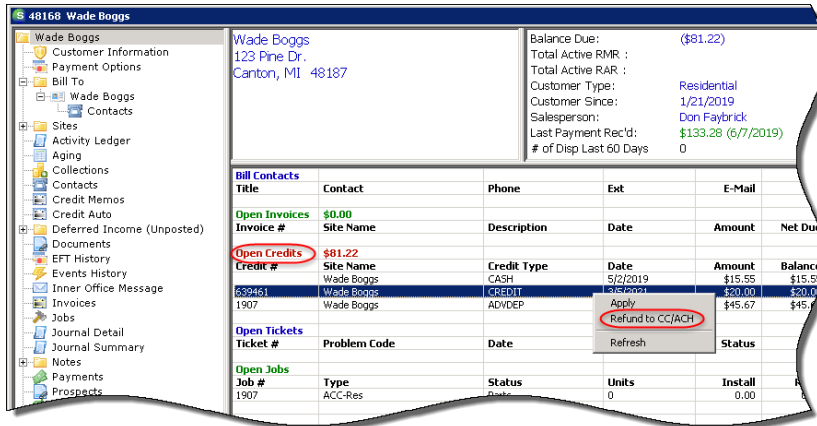 48168 Wade Boggs
Wade Boggs
Customer Information
Payment Options
Bill To
Wade Boggs
Contacts
Sites
Activity Ledger
Aging
Collections
Contacts
Credit Memos
Credit Auto
Deferred Income (Unposted)
Documents
EFT History
Events History
Inner Office Message
Invoices
Jobs
Journal Detail
Journal Summary
Notes
Payments
Prospects
Wade Boggs
123 Pine Dr.
Canton, MI 48187
Balance Due: ($81.22)
Total Active RMR :
Total Active RAR :
Customer Type: Residential
Customer Since: 1/21/2019
Salesperson: Don Faybrick
Last Payment Rec'd: $133.28 (6/7/2019)
# of Disp Last 60 Days 0
Bill Contacts
Title Contact Phone Ext E-Mail
Open Invoices $0.00
Invoice # Site Name Description Date Amount Net Du
Open Credits $81.22
Credit # Site Name Credit Type Date Amount Balance
Wade Boggs CASH 5/2/2019 $15.55 $15.5
639461 Wade Boggs CREDIT 3/5/2021 $20.00 $20.0
1907 Wade Boggs ADVDEP $45.67 $45.
Apply
Refund to CC/ACH
Refresh
Open Tickets
Ticket # Problem Code Date Status
Open Jobs
Job # Type Status Units Install
1907 ACC-Res Parts 0 0.00